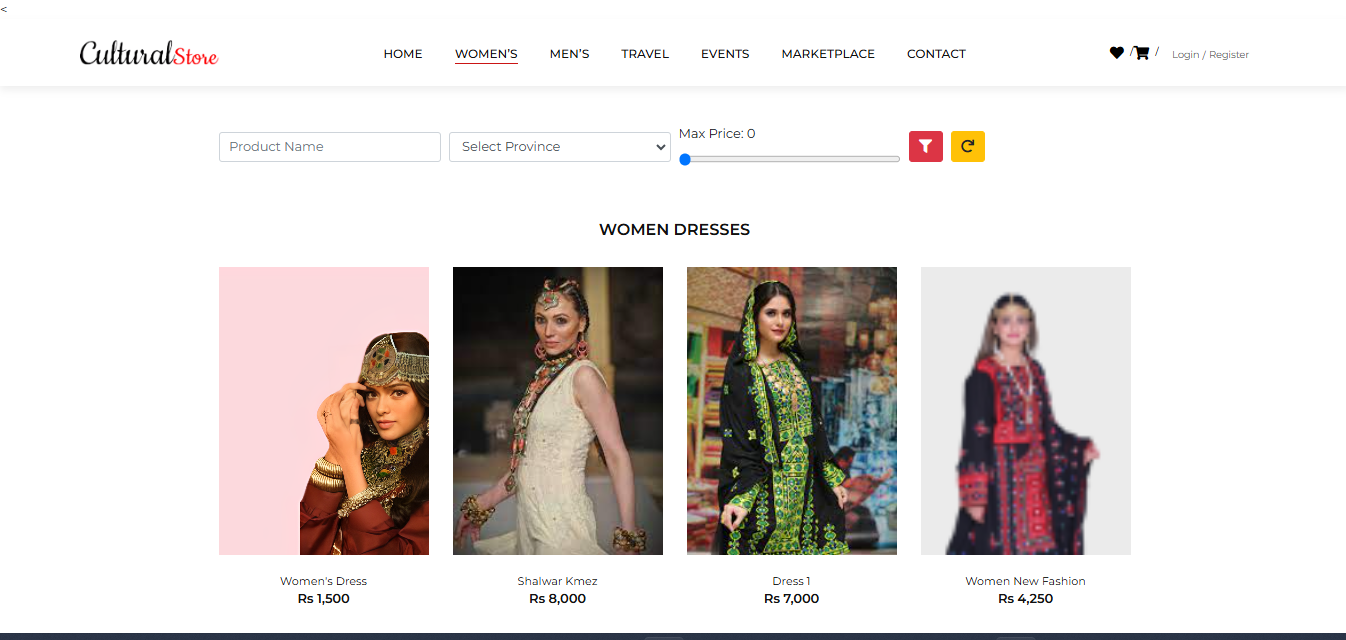 <
CulturalStore
HOME WOMEN’S MEN’S TRAVEL EVENTS MARKETPLACE CONTACT
/ / Login / Register
Product Name Select Province Max Price: 0
WOMEN DRESSES
Women's Dress Shalwar Kmez Dress 1 Women New Fashion
Rs 1,500 Rs 8,000 Rs 7,000 Rs 4,250